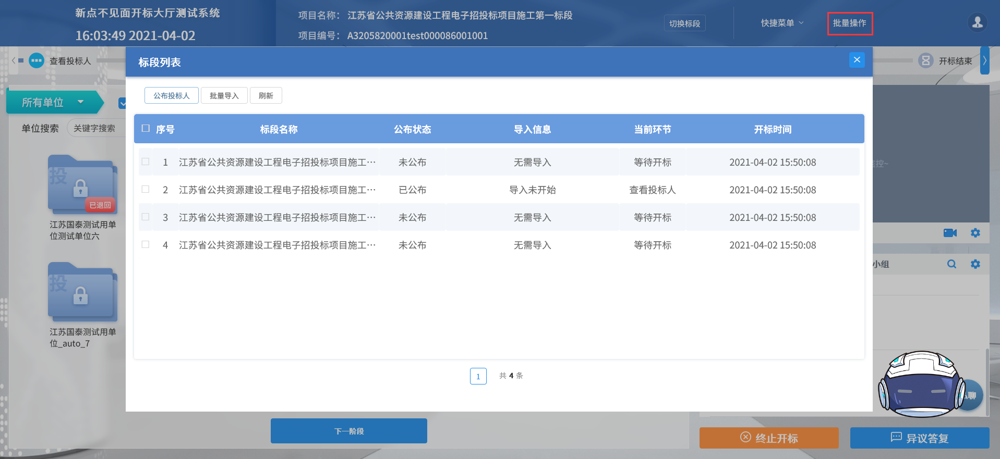 新点不见面开标大厅测试系统
16:03:49 2021-04-02
项目名称： 江苏省公共资源建设工程电子招投标项目施工第一标段
项目编号： A3205820001test000086001001
切换标段
快捷菜单
批量操作
查看投标人
开标结束
标段列表
公布投标人 批量导入 刷新
所有单位
单位搜索 关键字搜索
序号 标段名称 公布状态 导入信息 当前环节 开标时间
1 江苏省公共资源建设工程电子招投标项目施工… 未公布 无需导入 等待开标 2021-04-02 15:50:08
2 江苏省公共资源建设工程电子招投标项目施工… 已公布 导入未开始 查看投标人 2021-04-02 15:50:08
3 江苏省公共资源建设工程电子招投标项目施工… 未公布 无需导入 等待开标 2021-04-02 15:50:08
4 江苏省公共资源建设工程电子招投标项目施工… 未公布 无需导入 等待开标 2021-04-02 15:50:08
1 共 4 条
投
已退回
江苏国泰测试用单
位测试单位六
投
江苏国泰测试用单
位_auto_7
控~
小组
聊
下一阶段
终止开标
异议答复